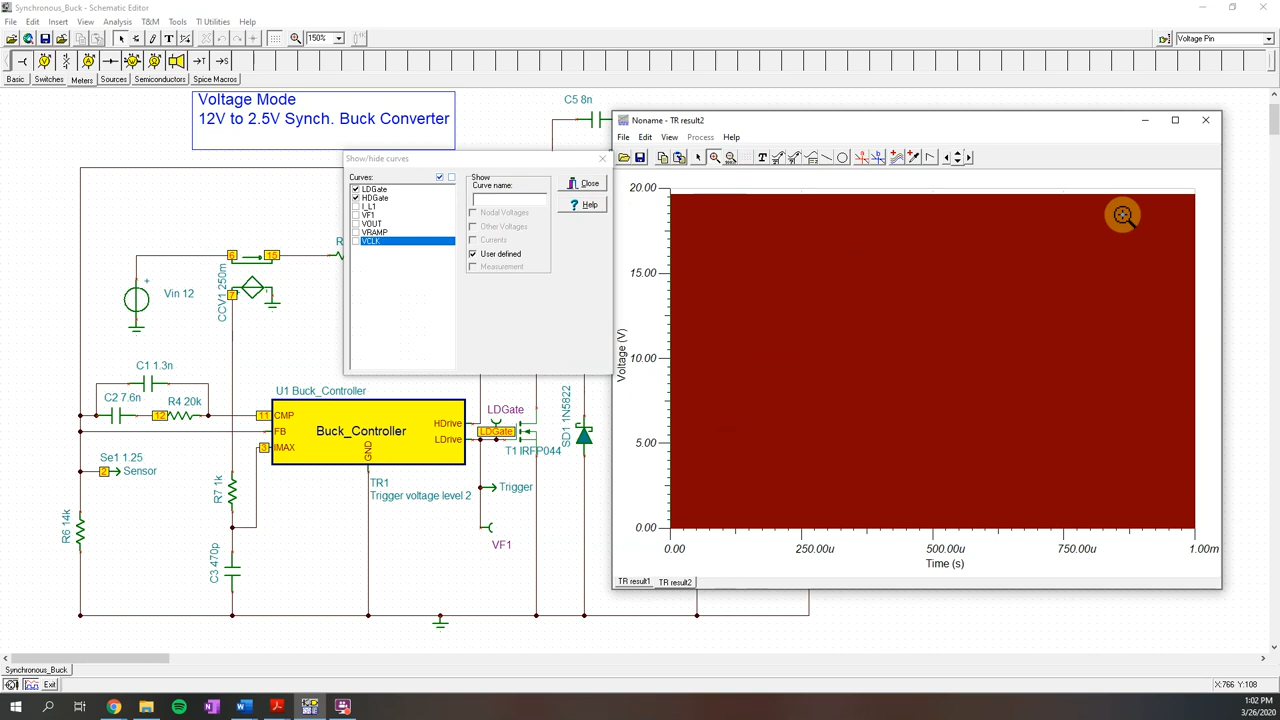 Synchronous_Buck - Schematic Editor
File Edit Insert View Analysis T&M Tools TI Utilities Help
150%
Voltage Pin
Basic Switches Meters Sources Semiconductors Spice Macros
Voltage Mode
12V to 2.5V Synch. Buck Converter
C5 8n
Show/hide curves
Curves:
LDGate
HDGate
I_L1
VF1
VOUT
VRAMP
VCLK
Show
Curve name:
Nodal Voltages
Other Voltages
Currents
User defined
Measurement
Close
Help
Noname - TR result2
File Edit View Process Help
20.00
15.00
10.00
5.00
0.00
Voltage (V)
0.00 250.00u 500.00u 750.00u 1.00m
Time (s)
TR result1 TR result2
6 15
R
Vin 12
CCV1 250m
7
C1 1.3n
C2 7.6n
R4 20k
12
U1 Buck_Controller
11 CMP
FB
3 IMAX
Buck_Controller
GND
HDrive
LDrive
LDGate
LDGate
T1 IRFP044
SD1 1N5822
Se1 1.25
2 Sensor
R7 1k
TR1
Trigger voltage level 2
Trigger
VF1
R6 14k
C3 470p
Synchronous_Buck
Exit
X:766 Y:108
1:02 PM
3/26/2020